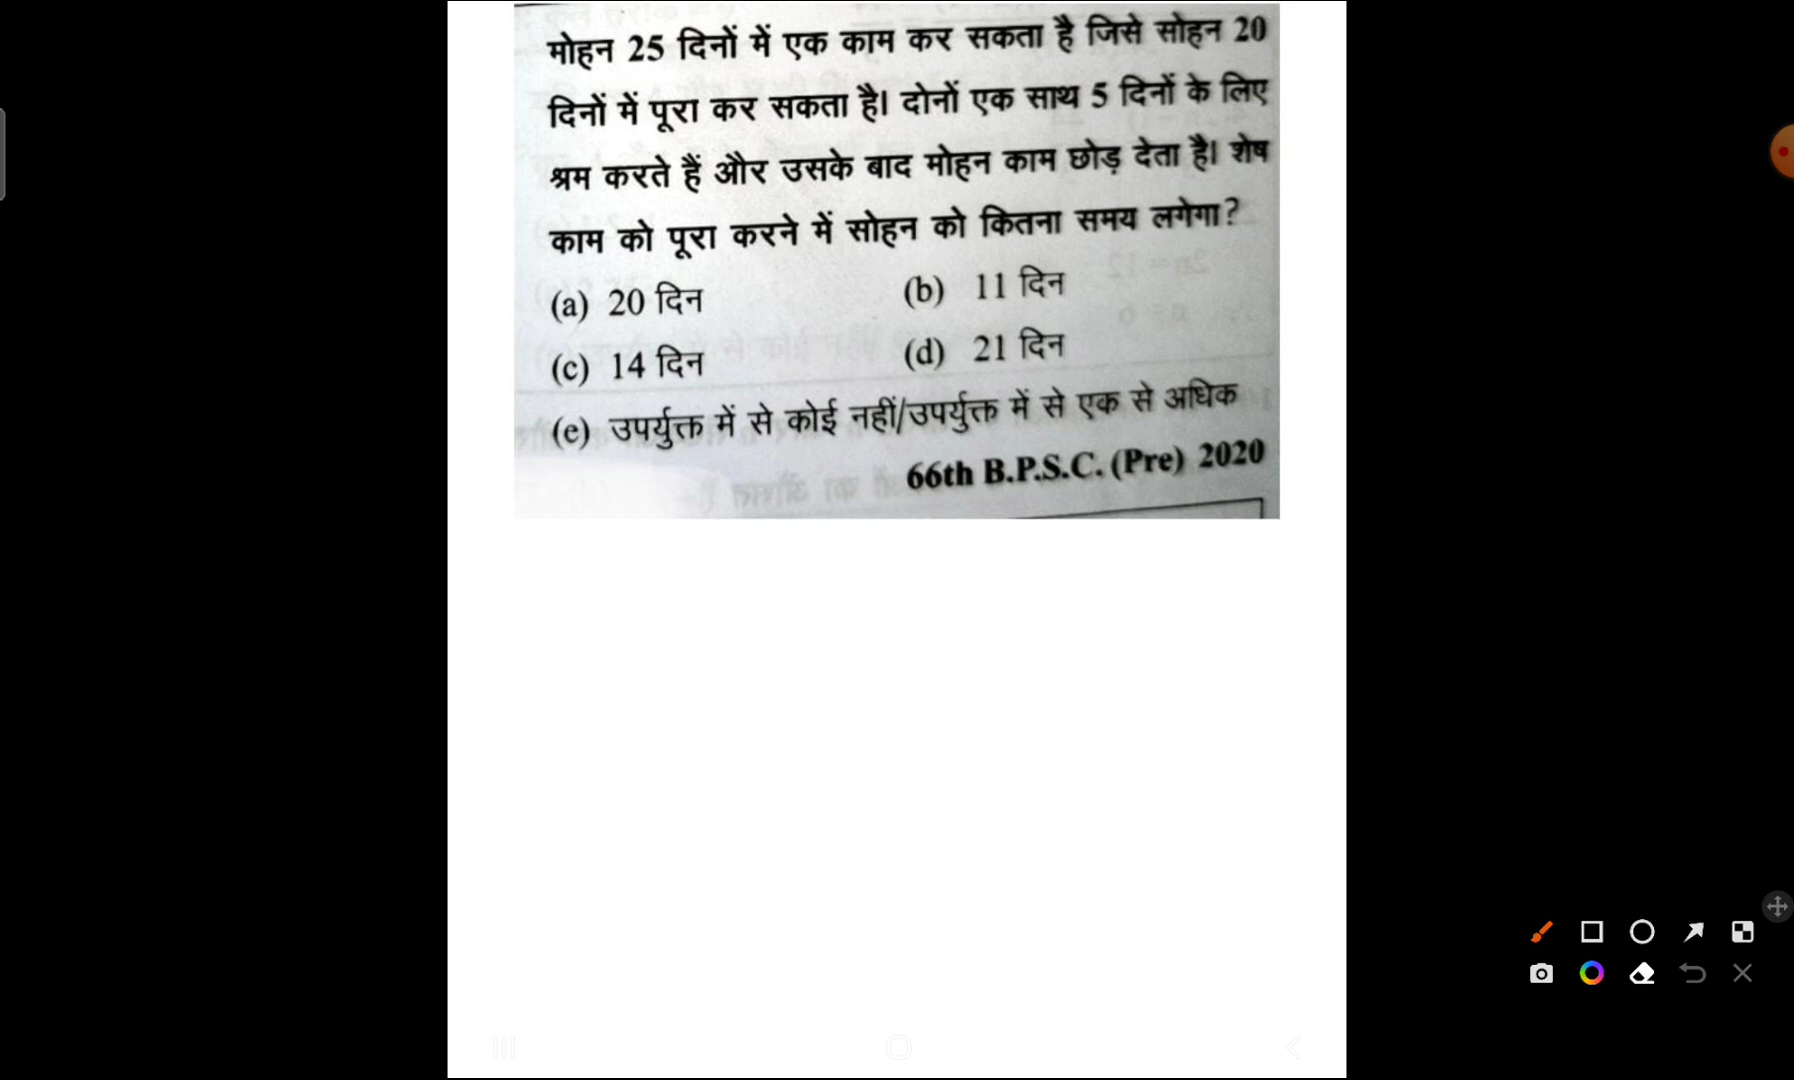 मोहन 25 दिनों में एक काम कर सकता है जिसे सोहन 20
दिनों में पूरा कर सकता है। दोनों एक साथ 5 दिनों के लिए
श्रम करते हैं और उसके बाद मोहन काम छोड़ देता है। शेष
काम को पूरा करने में सोहन को कितना समय लगेगा?
(a) 20 दिन (b) 11 दिन
(c) 14 दिन (d) 21 दिन
(e) उपर्युक्त में से कोई नहीं/उपर्युक्त में से एक से अधिक
66th B.P.S.C. (Pre) 2020